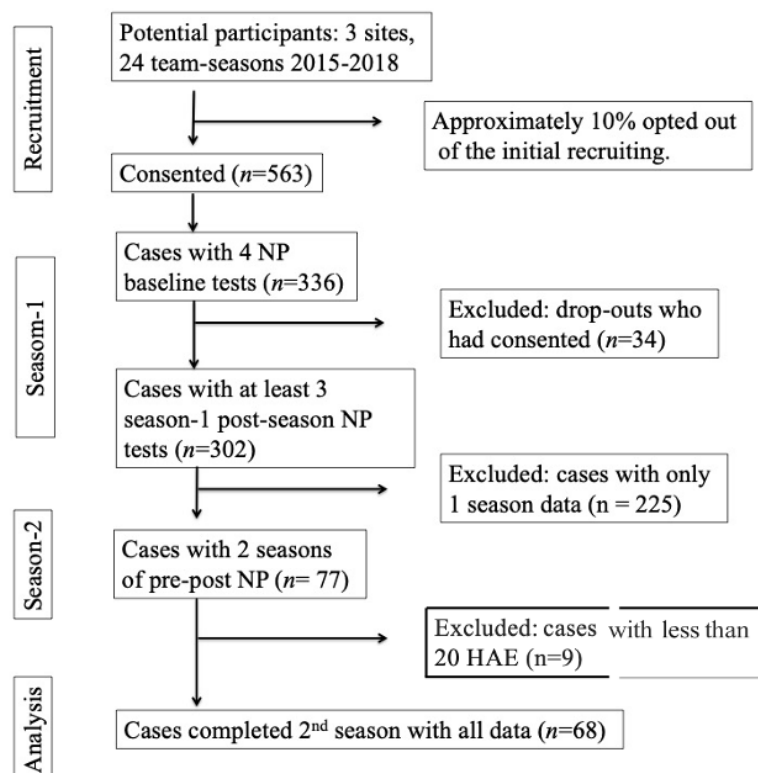 Recruitment
Potential participants: 3 sites,
24 team-seasons 2015-2018
Approximately 10% opted out
of the initial recruiting.
Consented (n=563)
Seasom-1
Cases with 4 NP
baseline tests (n=336)
Excluded: drop-outs who
had consented (n=34)
Cases with at least 3
season-1 post-season NP
tests (n=302)
Excluded: cases with only
1 season data (n = 225)
Season-2
Cases with 2 seasons
of pre-post NP (n= 77)
Excluded: cases with less than
20 HAE (n=9)
Analysis
Cases completed 2nd season with all data (n=68)